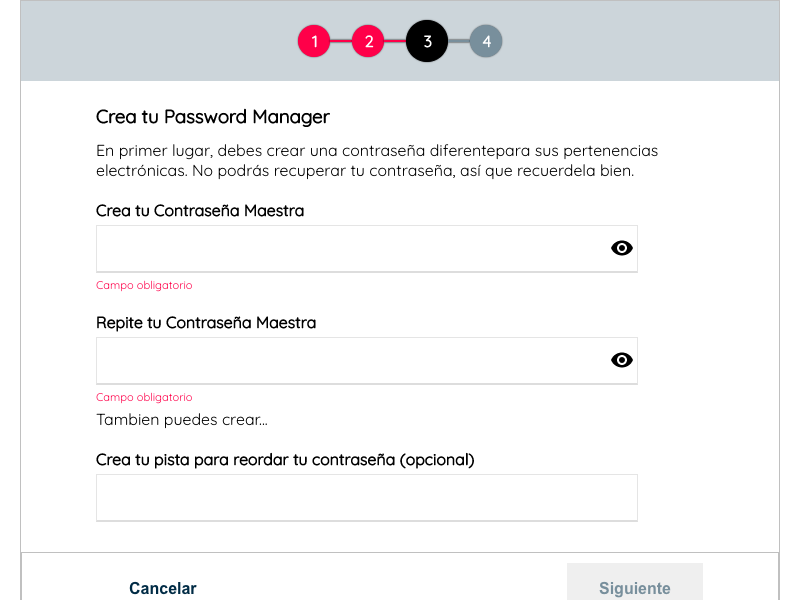 1 2 3 4
Crea tu Password Manager
En primer lugar, debes crear una contraseña diferentepara sus pertenencias
electrónicas. No podrás recuperar tu contraseña, así que recuerdela bien.
Crea tu Contraseña Maestra
Campo obligatorio
Repite tu Contraseña Maestra
Campo obligatorio
Tambien puedes crear...
Crea tu pista para reordar tu contraseña (opcional)
Cancelar Siguiente